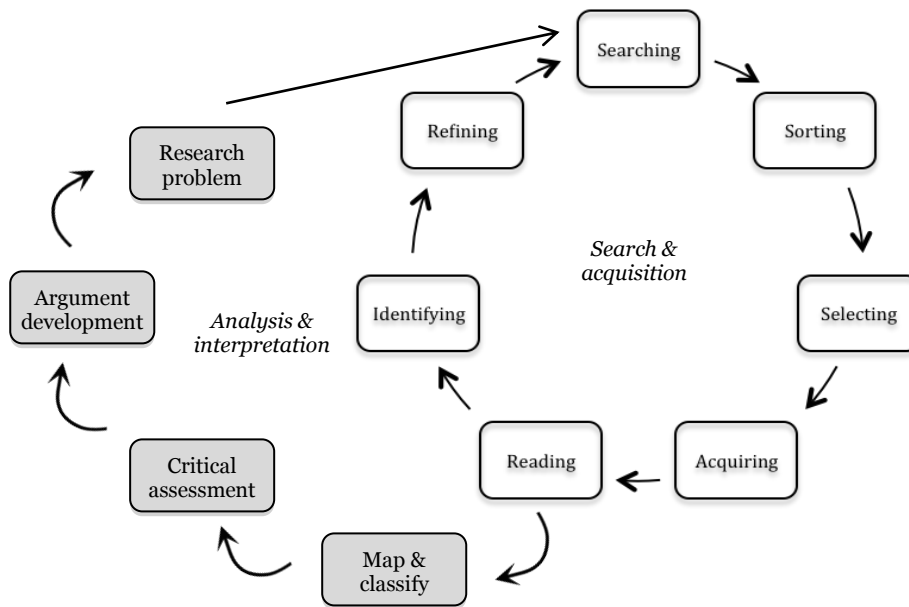 Searching
Refining
Sorting
Research
problem
Search &
acquisition
Argument
development
Analysis &
interpretation
Identifying
Selecting
Critical
assessment
Reading
Acquiring
Map &
classify